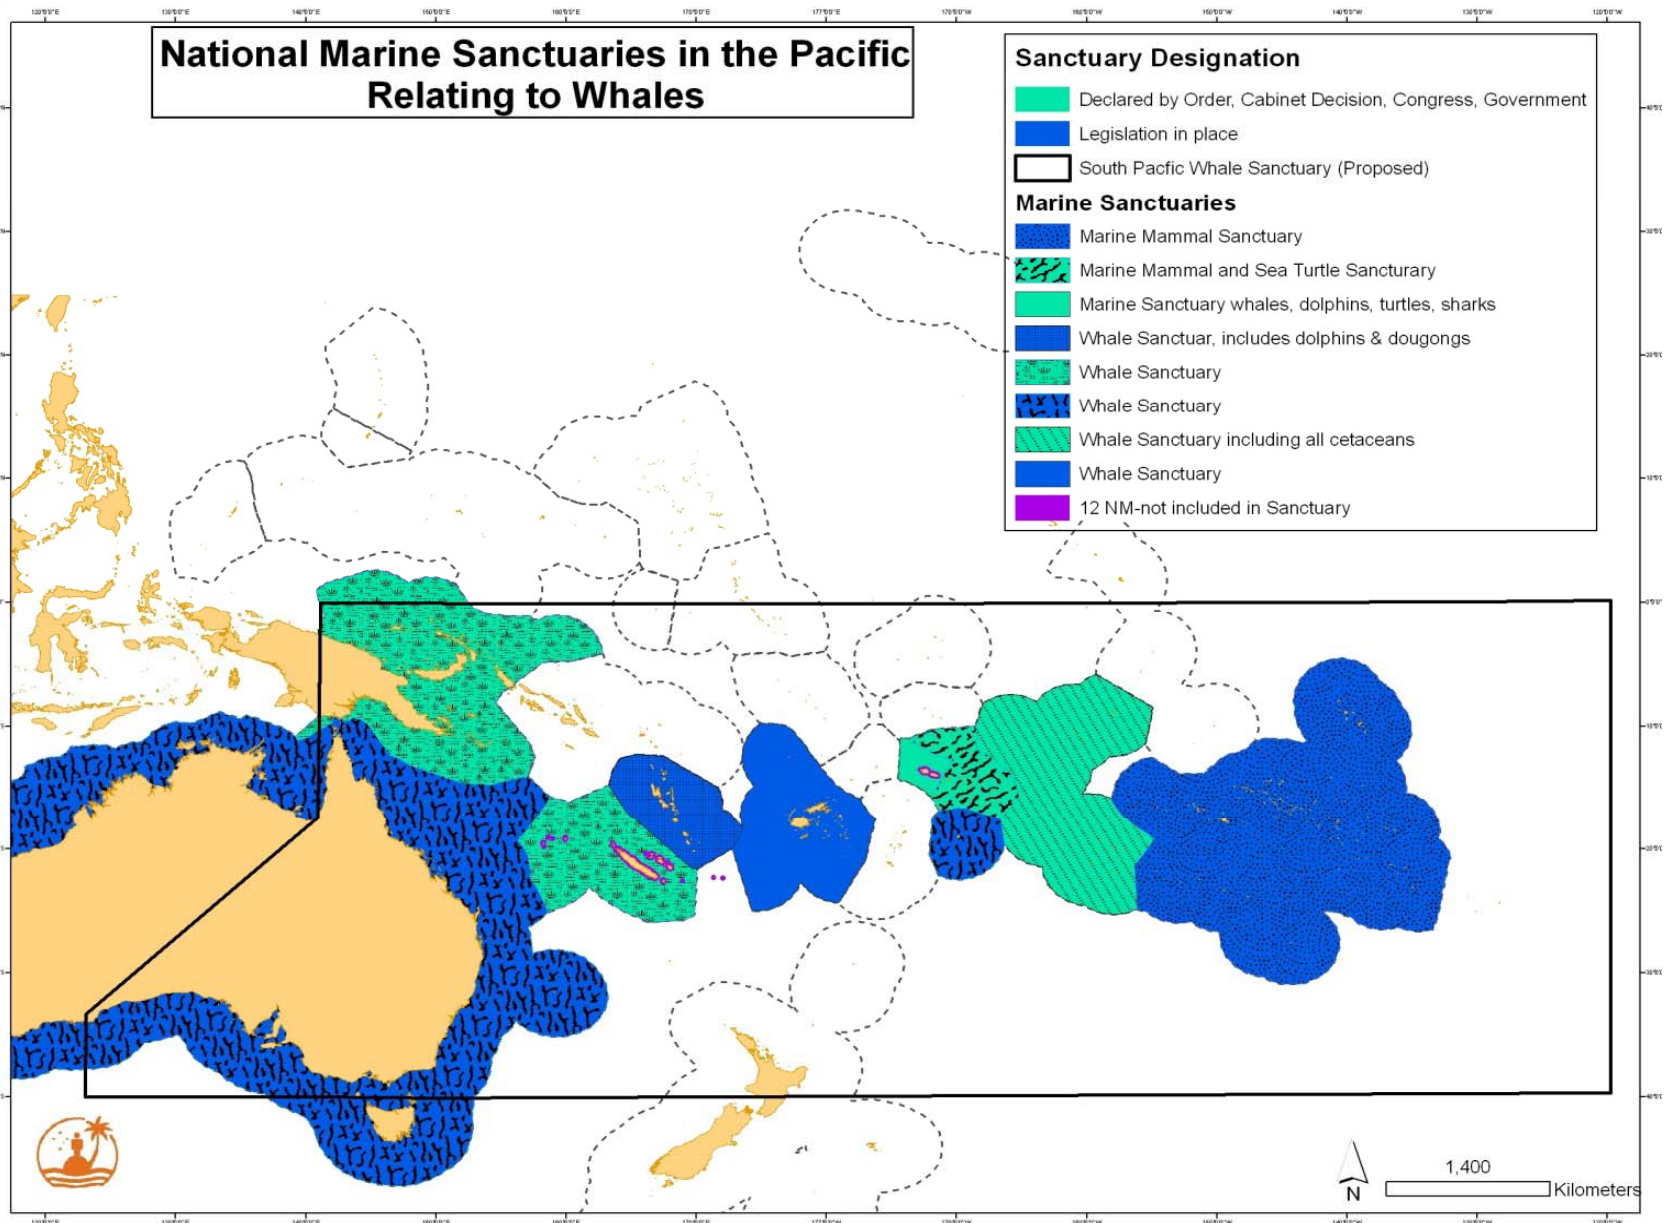 National Marine Sanctuaries in the Pacific
Relating to Whales
Sanctuary Designation
Declared by Order, Cabinet Decision, Congress, Government
Legislation in place
South Pacfic Whale Sanctuary (Proposed)
Marine Sanctuaries
Marine Mammal Sanctuary
Marine Mammal and Sea Turtle Sancturary
Marine Sanctuary whales, dolphins, turtles, sharks
Whale Sanctuar, includes dolphins & dougongs
Whale Sanctuary
Whale Sanctuary
Whale Sanctuary including all cetaceans
Whale Sanctuary
12 NM-not included in Sanctuary
N
1,400
Kilometers